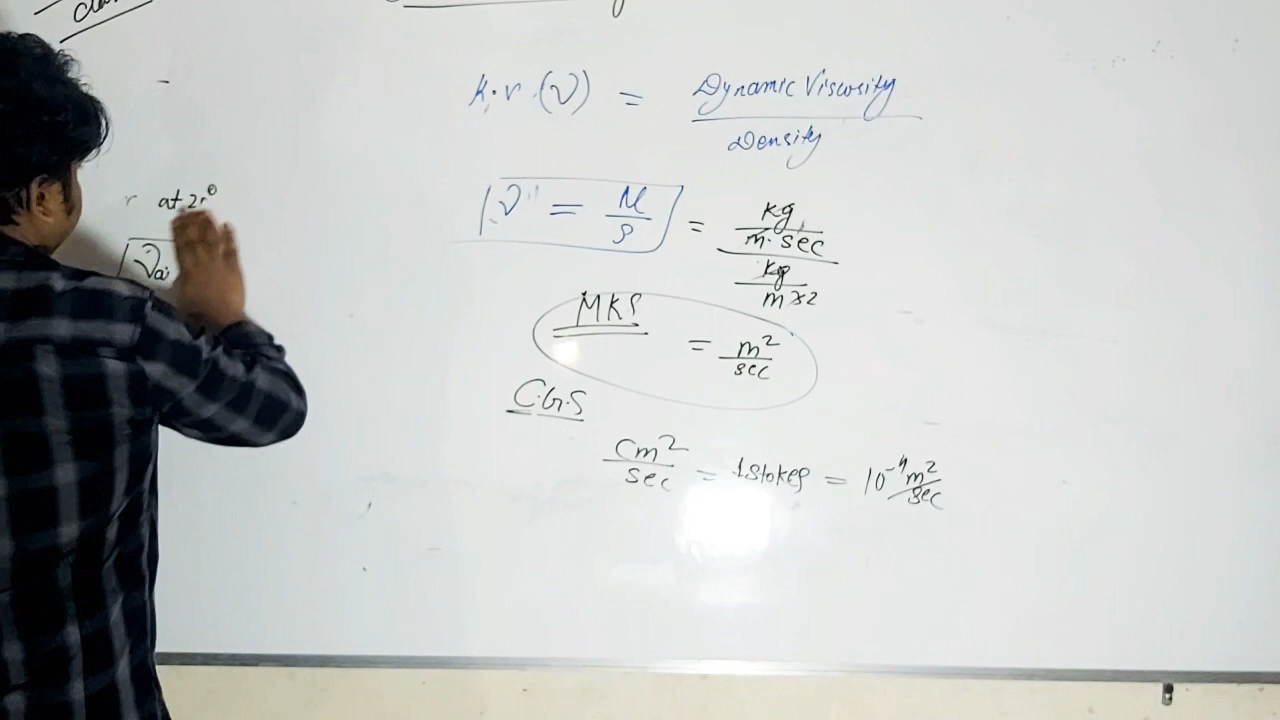 k.v.(ν) = Dynamic Viscosity / Density
at 20°
ν = μ/ρ = (kg/m·sec) / (kg/m^3)
MKS
= m²/sec
C.G.S
cm²/sec = 1 stokes = 10⁻⁴ m²/sec